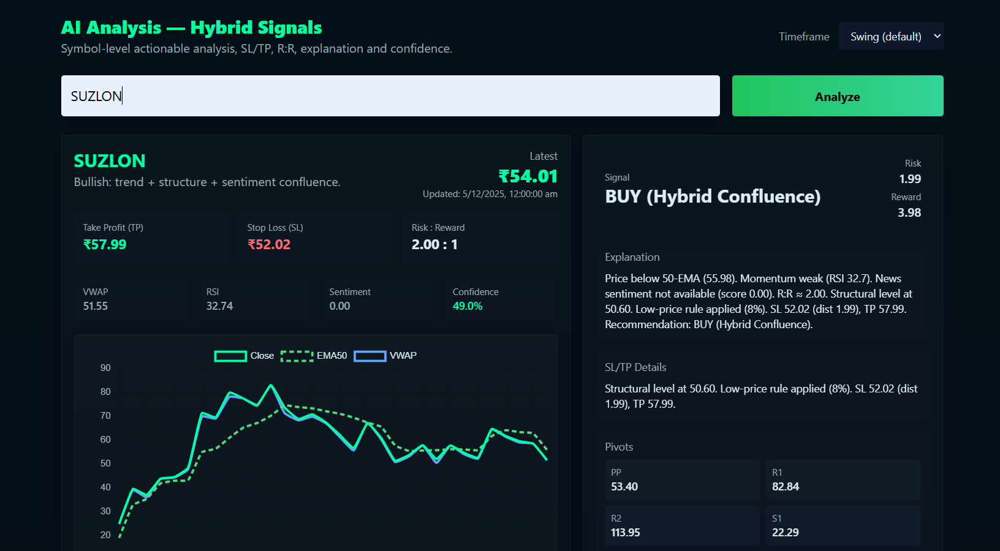 AI Analysis — Hybrid Signals
Symbol-level actionable analysis, SL/TP, R:R, explanation and confidence.
Timeframe
Swing (default)
SUZLON
Analyze
SUZLON
Bullish: trend + structure + sentiment confluence.
Latest
₹54.01
Updated: 5/12/2025, 12:00:00 am
Take Profit (TP)
₹57.99
Stop Loss (SL)
₹52.02
Risk : Reward
2.00 : 1
VWAP
51.55
RSI
32.74
Sentiment
0.00
Confidence
49.0%
Close EMA50 VWAP
90
80
70
60
50
40
30
20
Signal
BUY (Hybrid Confluence)
Risk
1.99
Reward
3.98
Explanation
Price below 50-EMA (55.98). Momentum weak (RSI 32.7). News
sentiment not available (score 0.00). R:R ≈ 2.00. Structural level at
50.60. Low-price rule applied (8%). SL 52.02 (dist 1.99), TP 57.99.
Recommendation: BUY (Hybrid Confluence).
SL/TP Details
Structural level at 50.60. Low-price rule applied (8%). SL 52.02 (dist
1.99), TP 57.99.
Pivots
PP
53.40
R1
82.84
R2
113.95
S1
22.29